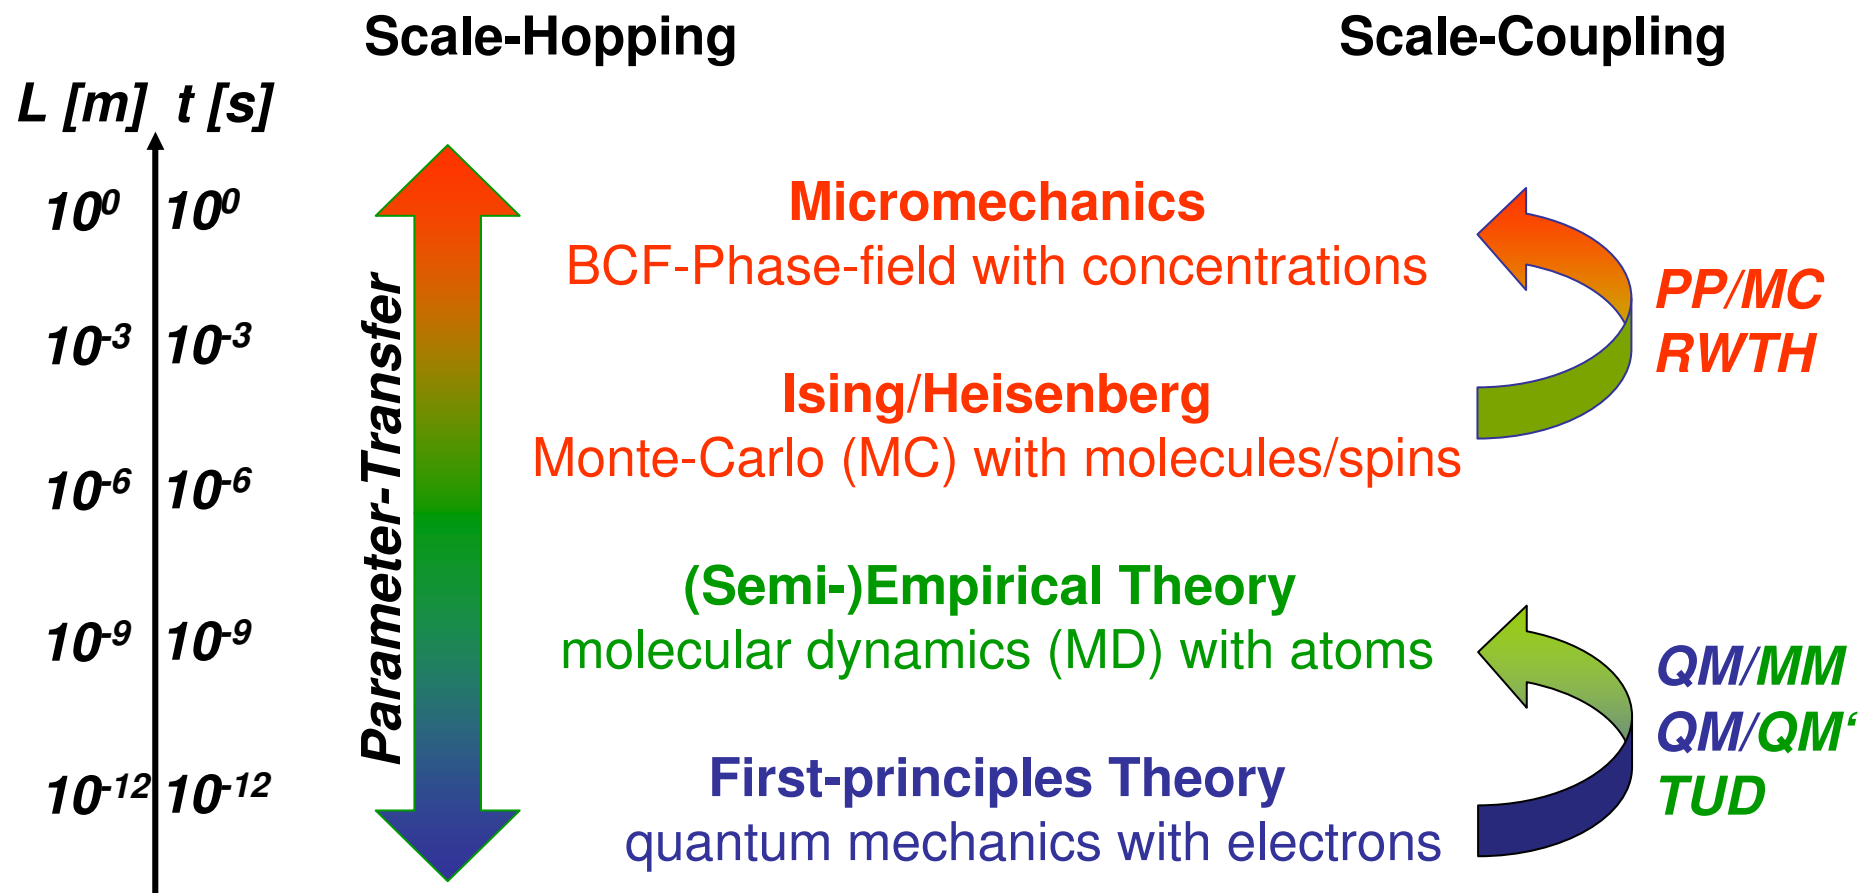 Scale-Hopping
Scale-Coupling
L [m] t [s]
10⁰ 10⁰
10⁻³ 10⁻³
10⁻⁶ 10⁻⁶
10⁻⁹ 10⁻⁹
10⁻¹² 10⁻¹²
Parameter-Transfer
Micromechanics
BCF-Phase-field with concentrations
Ising/Heisenberg
Monte-Carlo (MC) with molecules/spins
(Semi-)Empirical Theory
molecular dynamics (MD) with atoms
First-principles Theory
quantum mechanics with electrons
PP/MC
RWTH
QM/MM
QM/QM‘
TUD